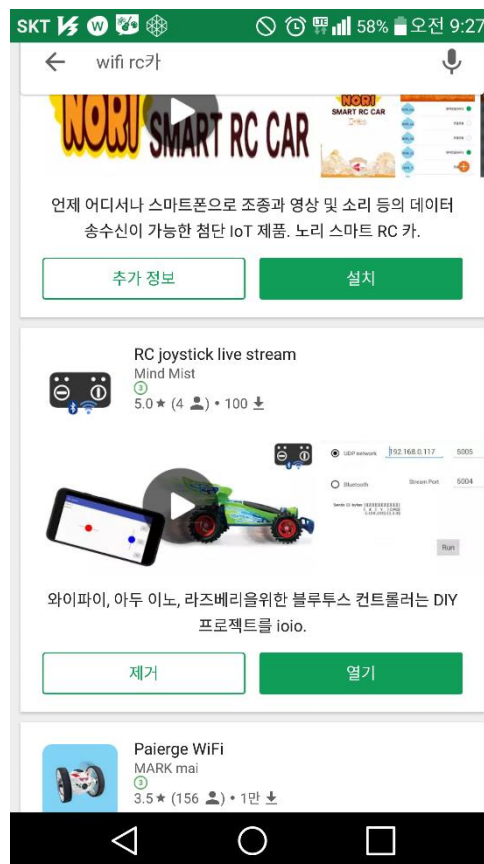 SKT
58% 오전 9:27
wifi rc카
NORI
SMART RC CAR
NORI
SMART RC CAR
언제 어디서나 스마트폰으로 조종과 영상 및 소리 등의 데이터
송수신이 가능한 첨단 IoT 제품. 노리 스마트 RC 카.
추가 정보
설치
RC joystick live stream
Mind Mist
3
5.0★ (4) • 100
UDP network 192.168.0.117 5005
Bluetooth Stream Port 5004
Run
와이파이, 아두 이노, 라즈베리을위한 블루투스 컨트롤러는 DIY
프로젝트를 ioio.
제거
열기
Paierge WiFi
MARK mai
3
3.5★ (156) • 1만